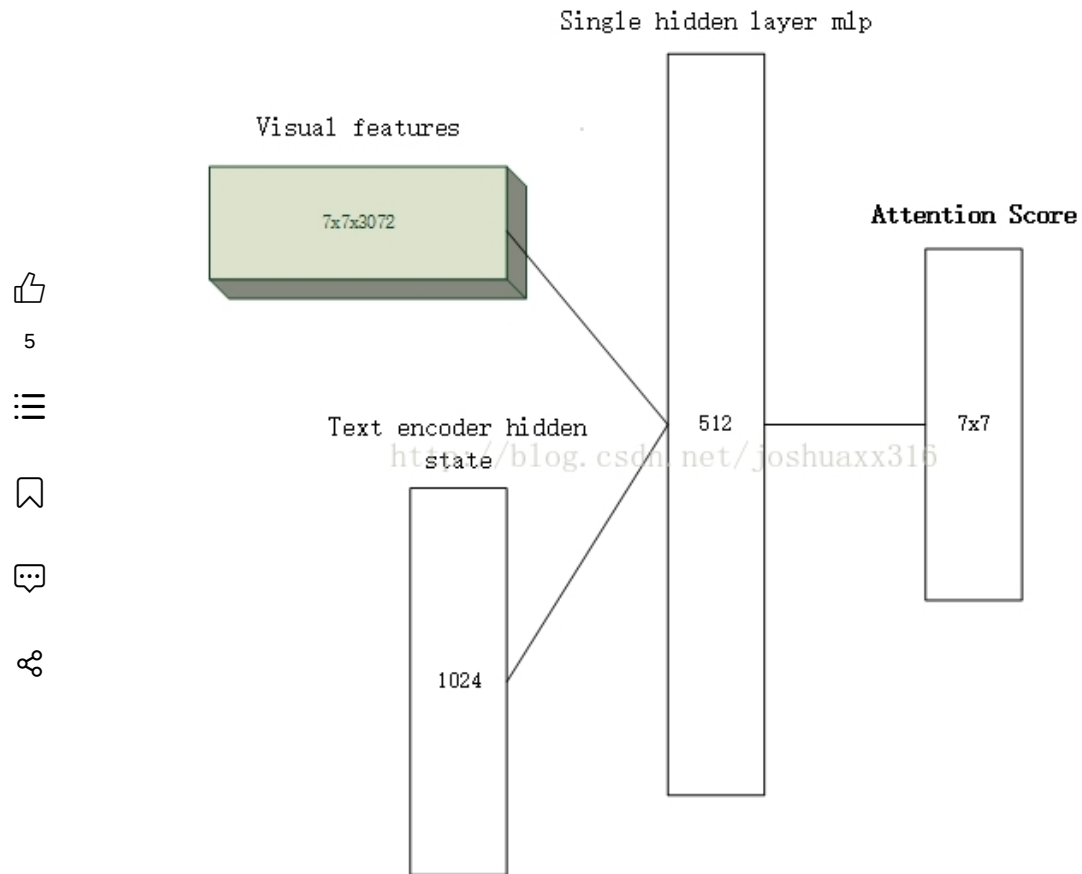 Single hidden layer mlp
Visual features
7x7x3072
Attention Score
5
Text encoder hidden
state
512
7x7
http://blog.csdn.net/joshuaxx316
1024